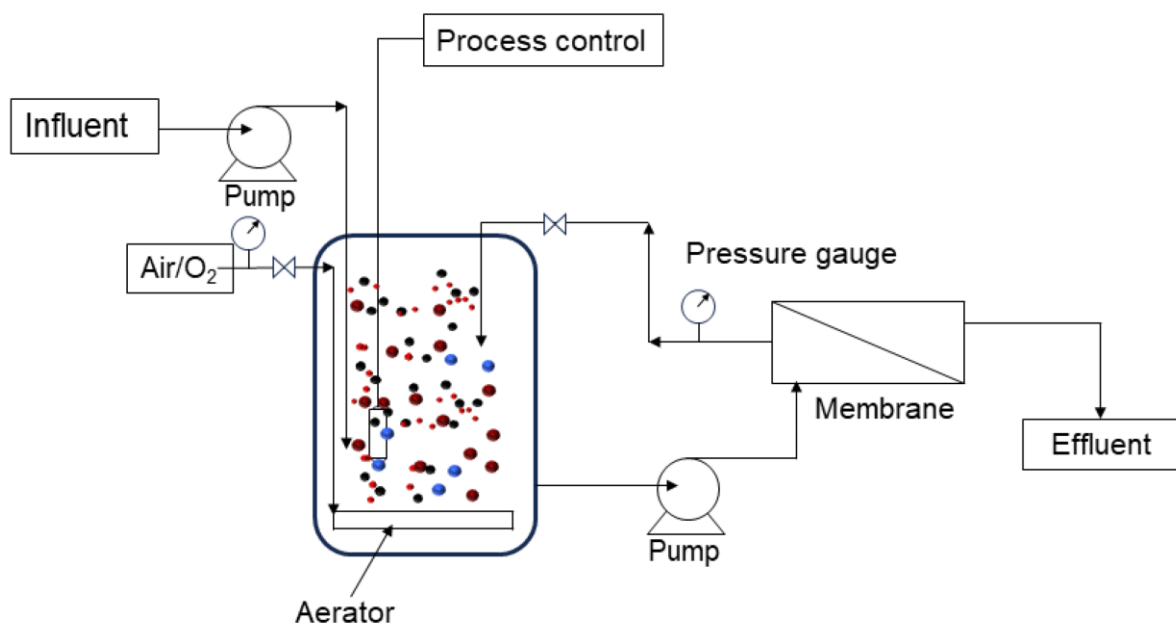 Process control
Influent
Pump
Air/O₂
Pressure gauge
Membrane
Effluent
Pump
Aerator